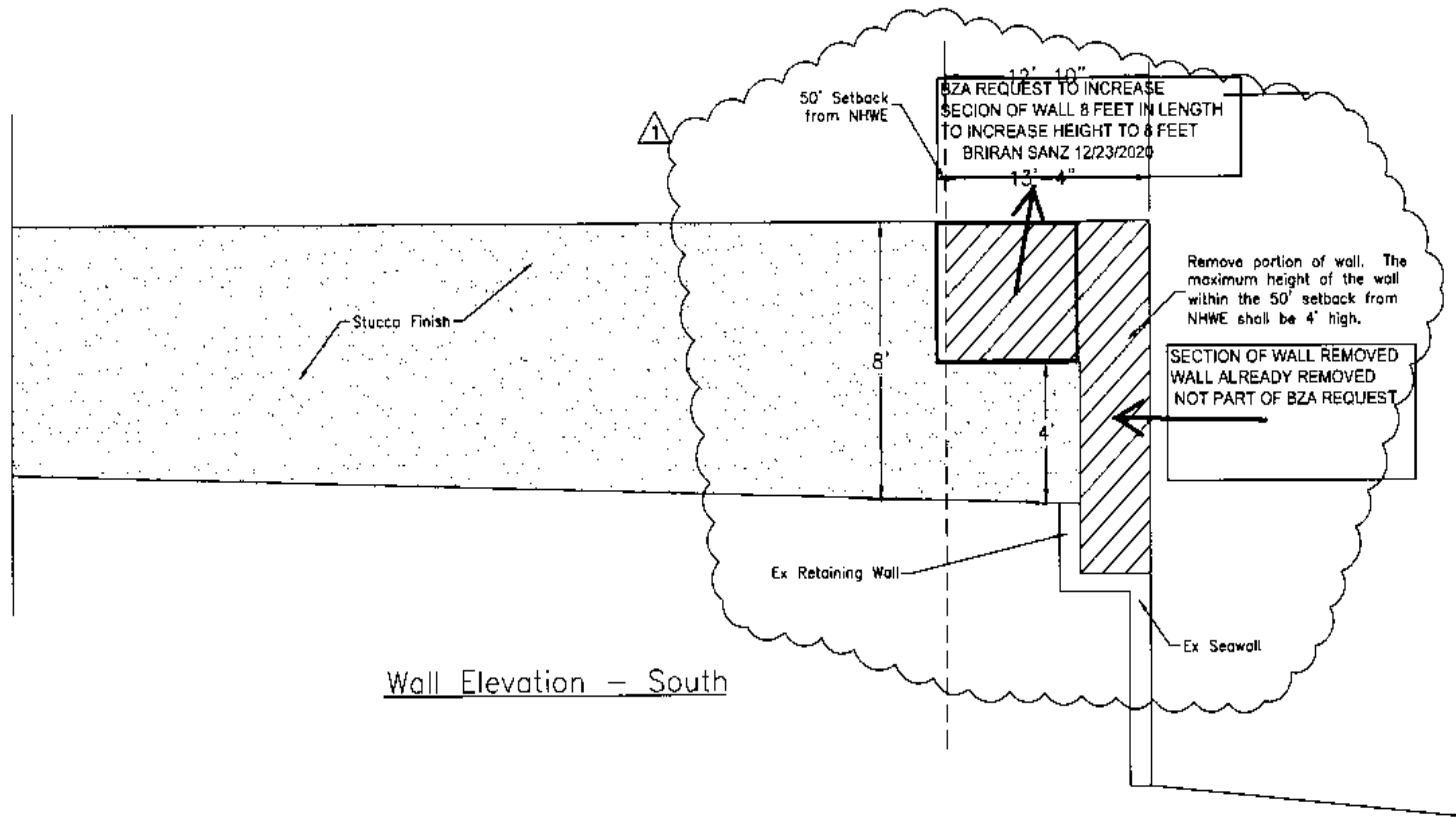 12'-10"
50' Setback
from NHWE
BZA REQUEST TO INCREASE
SECION OF WALL 8 FEET IN LENGTH
TO INCREASE HEIGHT TO 8 FEET
BRIRAN SANZ 12/23/2020
1
13'-4"
Remove portion of wall. The
maximum height of the wall
within the 50' setback from
NHWE shall be 4' high.
Stucco Finish
8'
SECTION OF WALL REMOVED
WALL ALREADY REMOVED
NOT PART OF BZA REQUEST
4'
Ex Retaining Wall
Ex Seawall
Wall Elevation - South